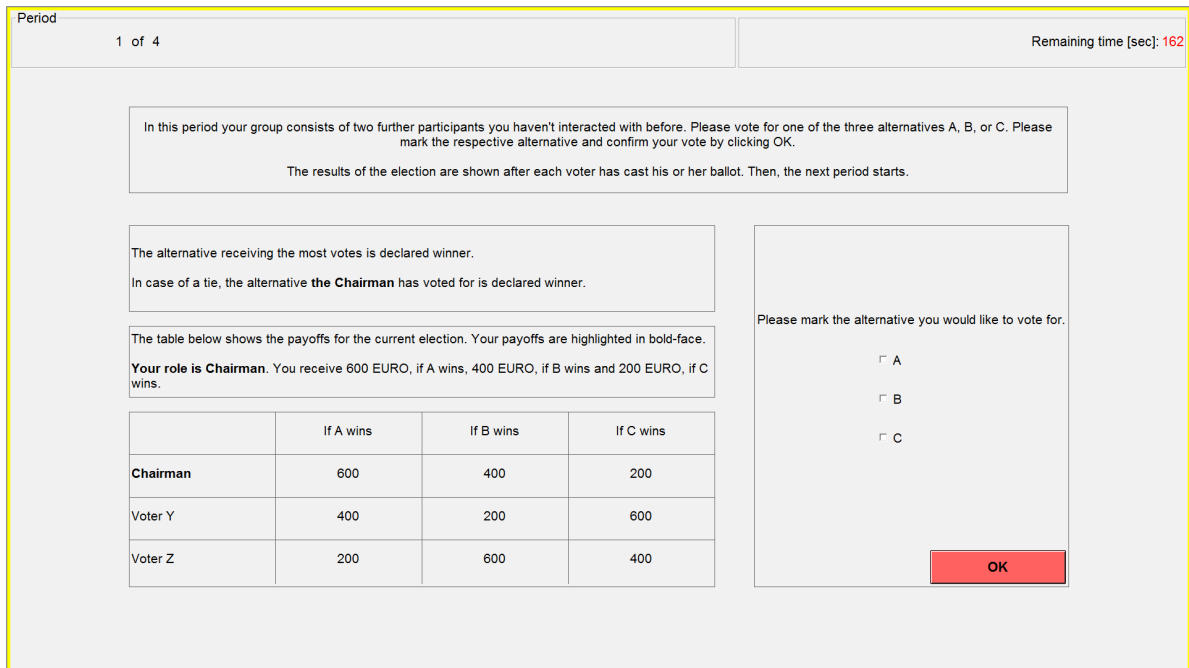 Period
1 of 4
Remaining time [sec]: 162
In this period your group consists of two further participants you haven't interacted with before. Please vote for one of the three alternatives A, B, or C. Please
mark the respective alternative and confirm your vote by clicking OK.
The results of the election are shown after each voter has cast his or her ballot. Then, the next period starts.
The alternative receiving the most votes is declared winner.
In case of a tie, the alternative the Chairman has voted for is declared winner.
The table below shows the payoffs for the current election. Your payoffs are highlighted in bold-face.
Your role is Chairman. You receive 600 EURO, if A wins, 400 EURO, if B wins and 200 EURO, if C
wins.
If A wins If B wins If C wins
Chairman 600 400 200
Voter Y 400 200 600
Voter Z 200 600 400
Please mark the alternative you would like to vote for.
A
B
C
OK